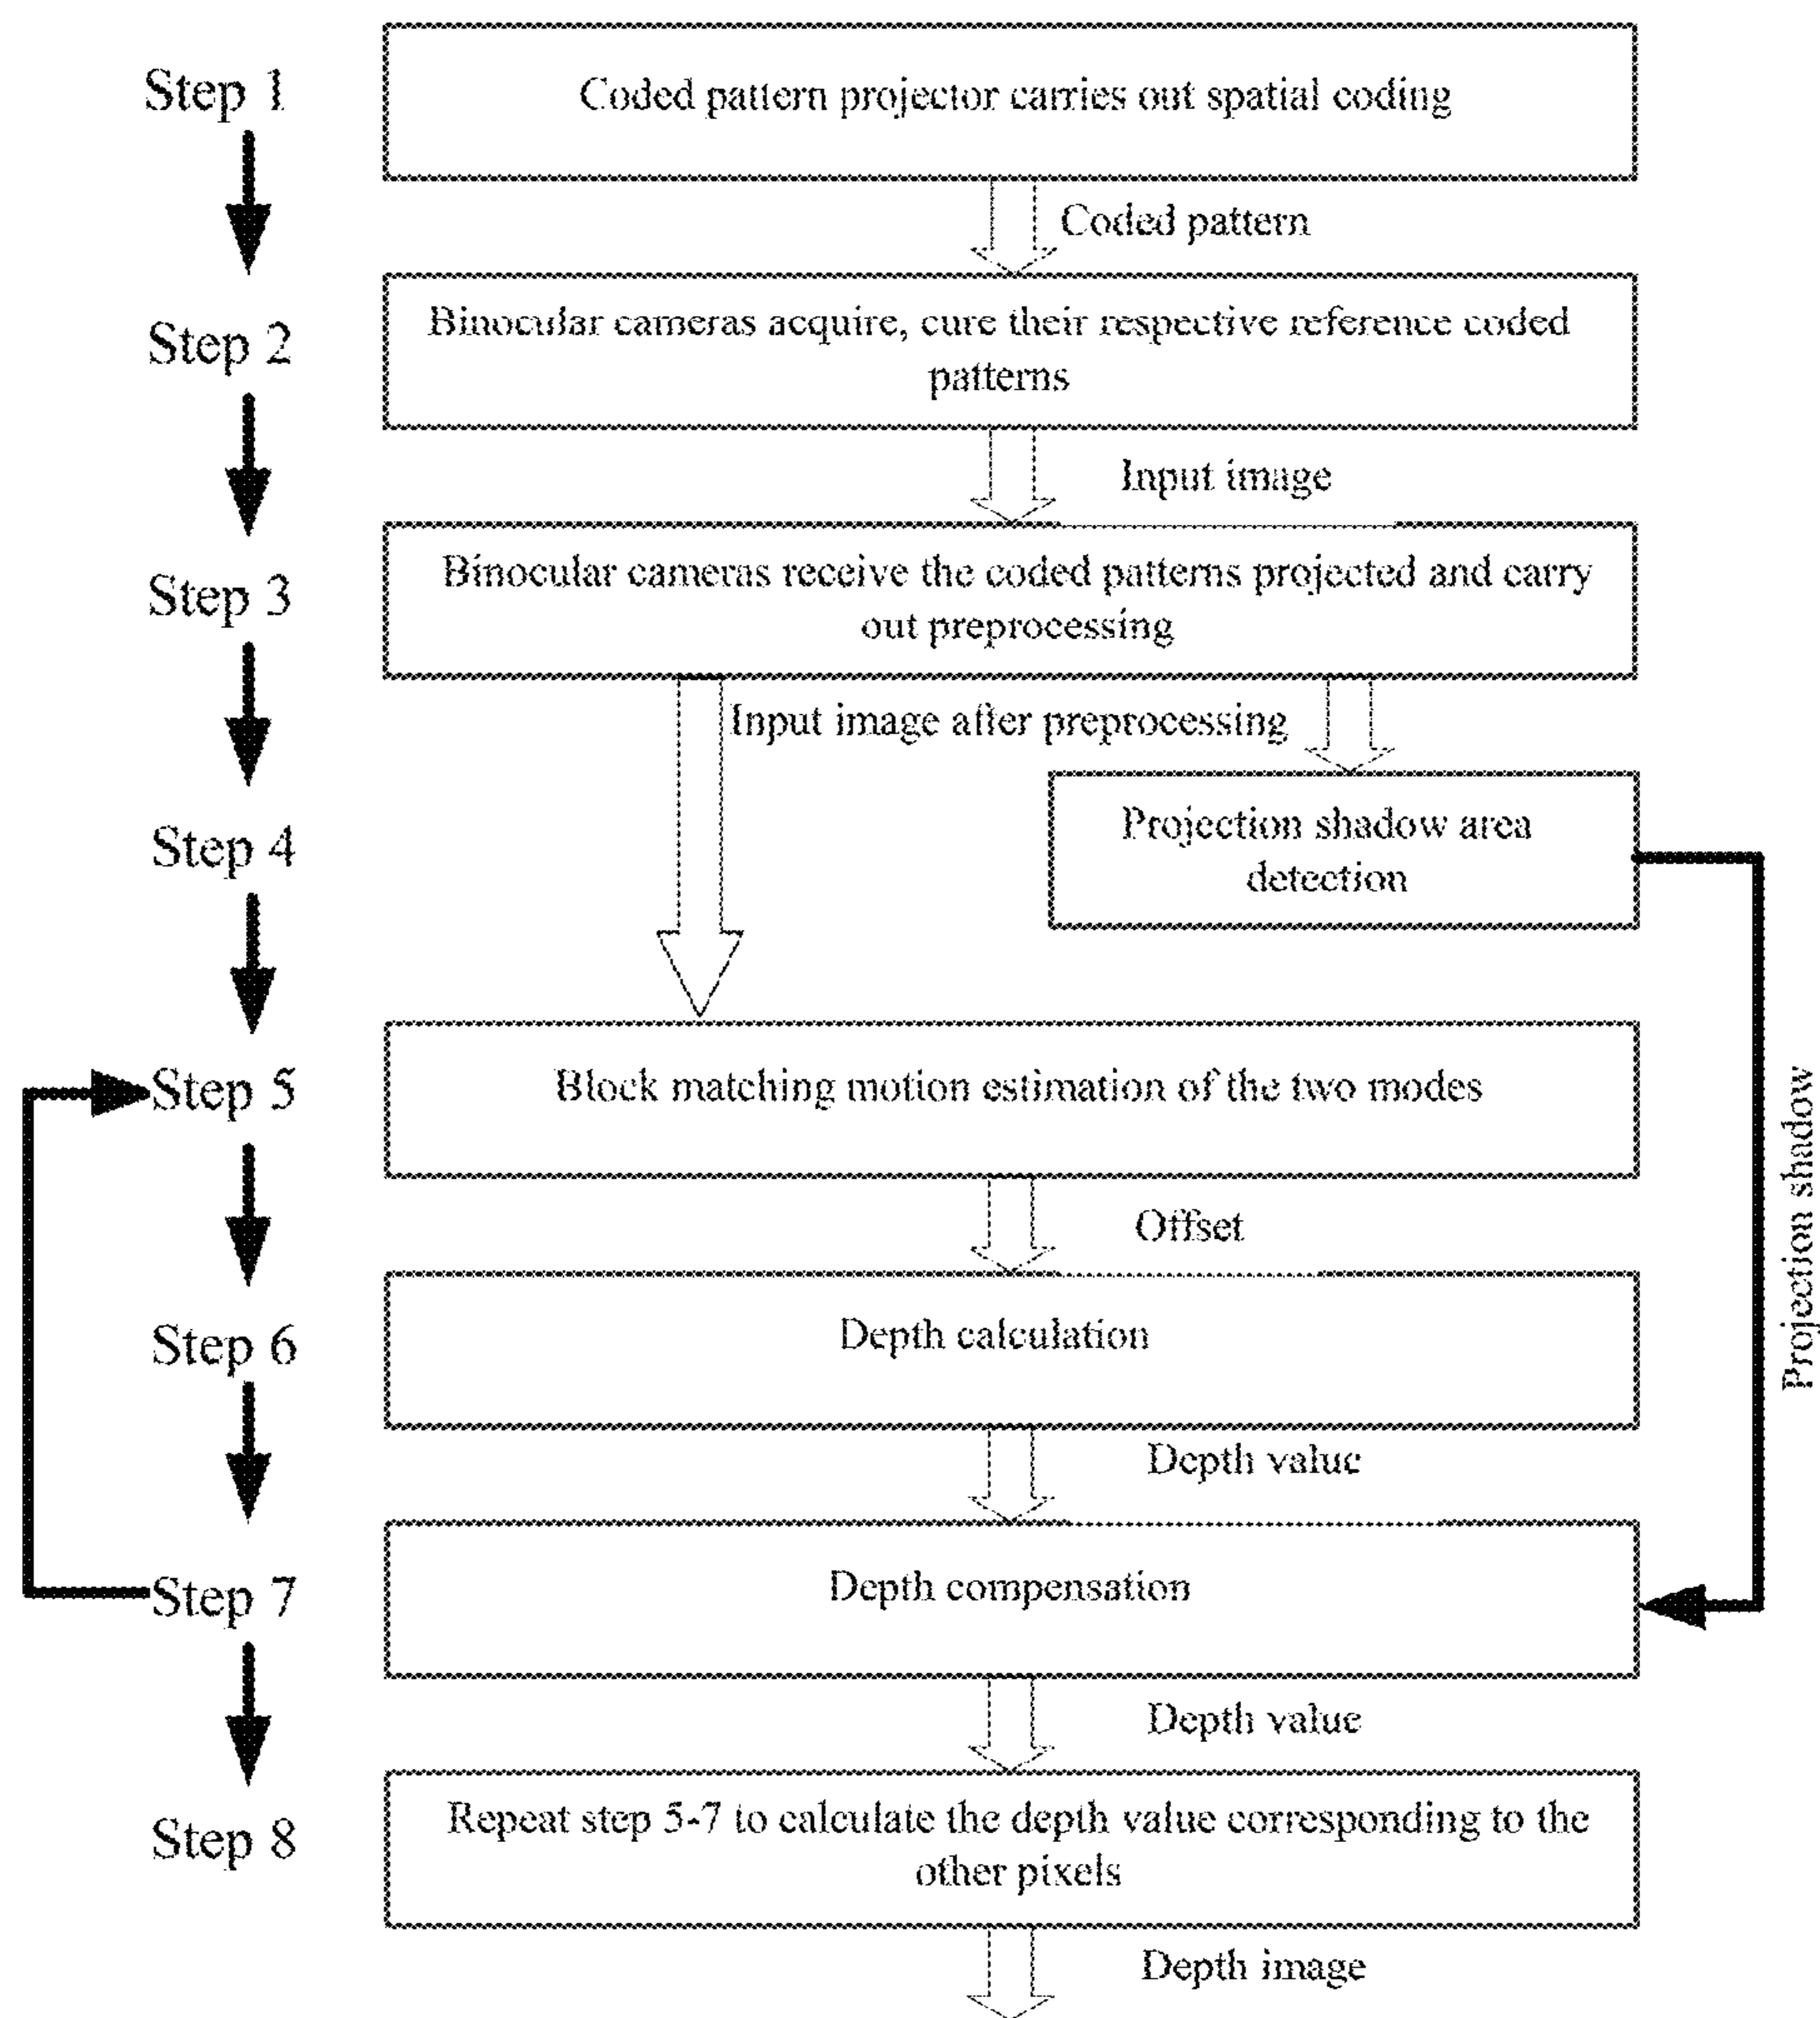 Step 1
Coded pattern projector carries out spatial coding
Coded pattern
Step 2
Binocular cameras acquire, cure their respective reference coded
patterns
Input image
Step 3
Binocular cameras receive the coded patterns projected and carry
out preprocessing
Input image after preprocessing
Step 4
Projection shadow area
detection
Step 5
Block matching motion estimation of the two modes
Projection shadow
Offset
Step 6
Depth calculation
Depth value
Step 7
Depth compensation
Depth value
Step 8
Repeat step 5-7 to calculate the depth value corresponding to the
other pixels
Depth image